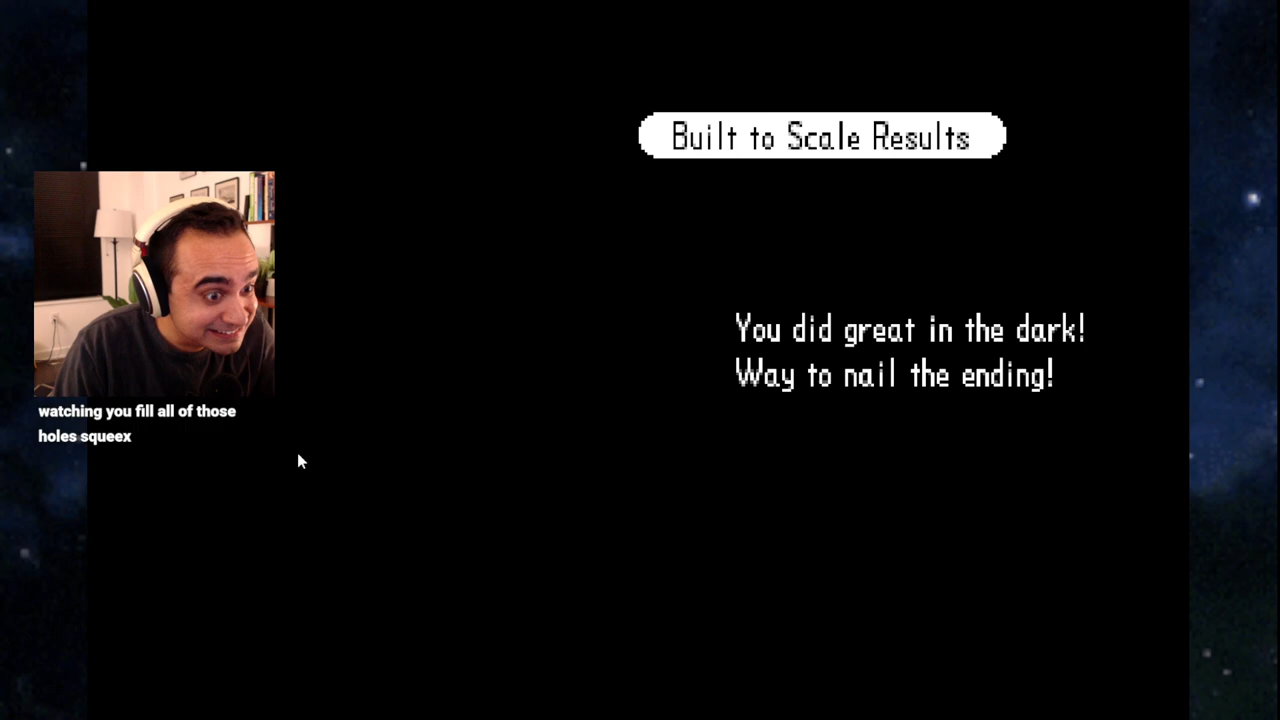 Built to Scale Results
You did great in the dark!
Way to nail the ending!
watching you fill all of those
holes squeex